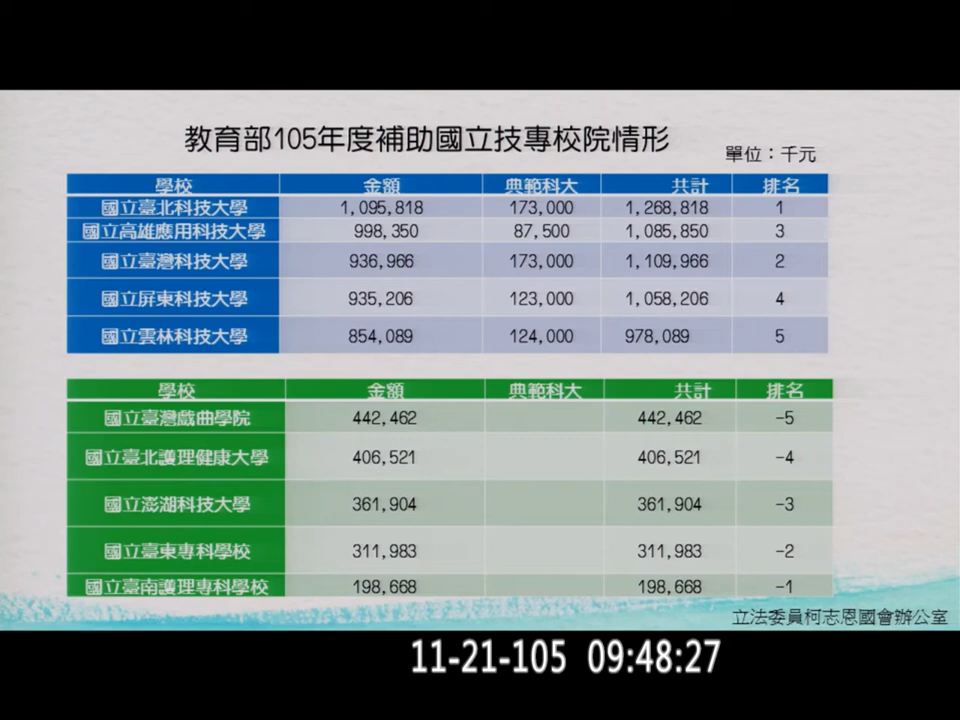 教育部105年度補助國立技專校院情形
單位：千元
學校 金額 典範科大 共計 排名
國立臺北科技大學 1,095,818 173,000 1,268,818 1
國立高雄應用科技大學 998,350 87,500 1,085,850 3
國立臺灣科技大學 936,966 173,000 1,109,966 2
國立屏東科技大學 935,206 123,000 1,058,206 4
國立雲林科技大學 854,089 124,000 978,089 5
學校 金額 典範科大 共計 排名
國立臺灣戲曲學院 442,462 442,462 -5
國立臺北護理健康大學 406,521 406,521 -4
國立澎湖科技大學 361,904 361,904 -3
國立臺東專科學校 311,983 311,983 -2
國立臺南護理專科學校 198,668 198,668 -1
立法委員柯志恩國會辦公室
11-21-105 09:48:27